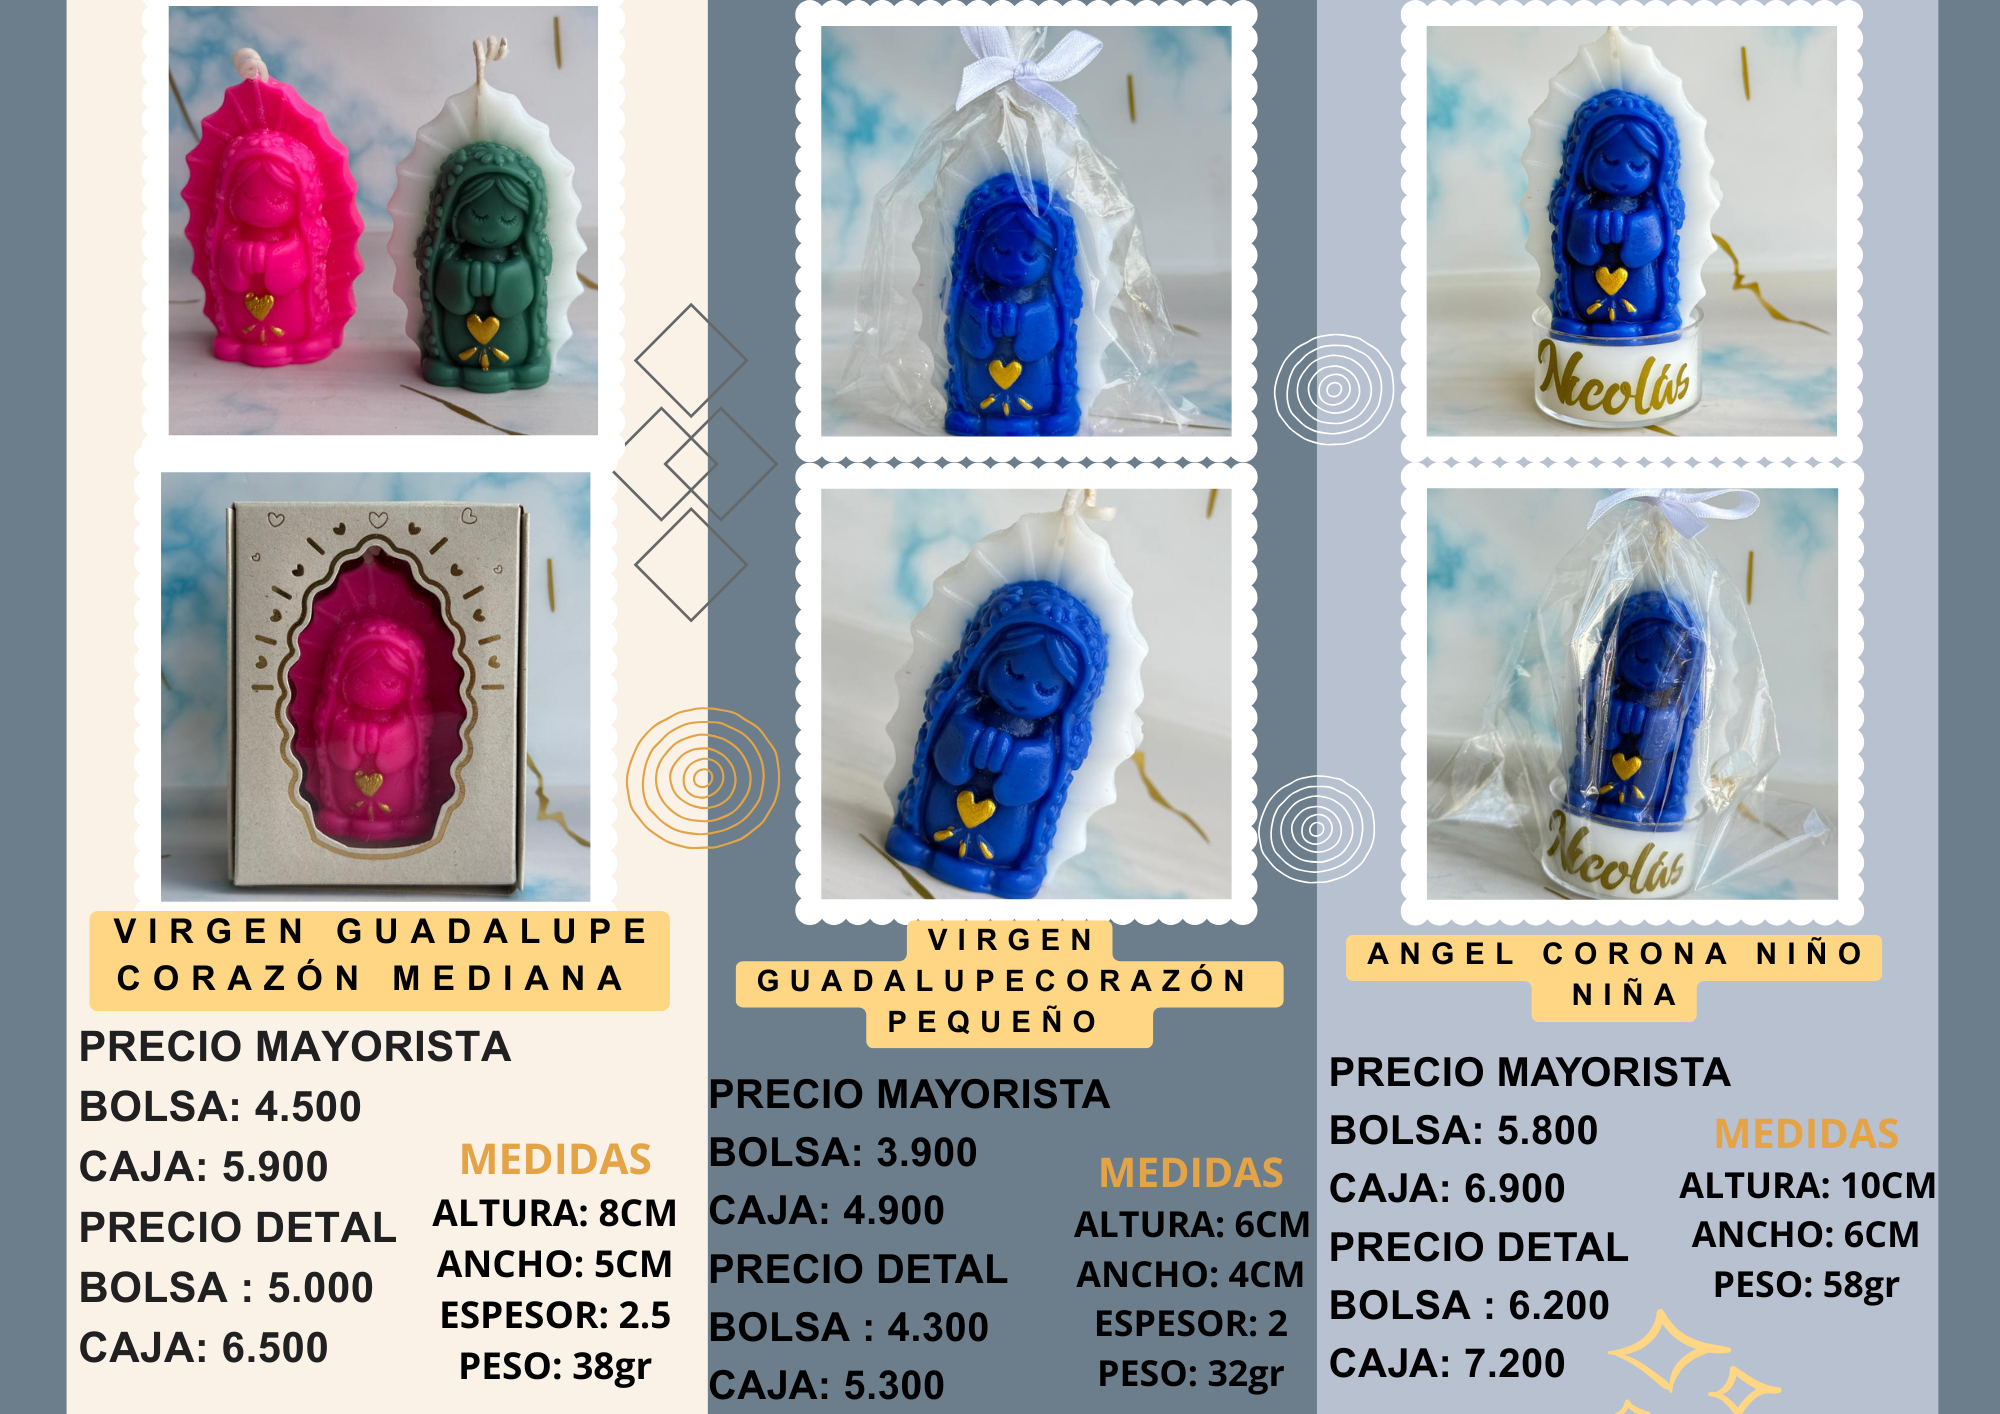 Nicolás
Nicolás
VIRGEN GUADALUPE
CORAZÓN MEDIANA
PRECIO MAYORISTA
BOLSA: 4.500
CAJA: 5.900
PRECIO DETAL
BOLSA : 5.000
CAJA: 6.500
MEDIDAS
ALTURA: 8CM
ANCHO: 5CM
ESPESOR: 2.5
PESO: 38gr
VIRGEN
GUADALUPECORAZÓN
PEQUEÑO
PRECIO MAYORISTA
BOLSA: 3.900
CAJA: 4.900
PRECIO DETAL
BOLSA : 4.300
CAJA: 5.300
MEDIDAS
ALTURA: 6CM
ANCHO: 4CM
ESPESOR: 2
PESO: 32gr
ANGEL CORONA NIÑO
NIÑA
PRECIO MAYORISTA
BOLSA: 5.800
CAJA: 6.900
PRECIO DETAL
BOLSA : 6.200
CAJA: 7.200
MEDIDAS
ALTURA: 10CM
ANCHO: 6CM
PESO: 58gr